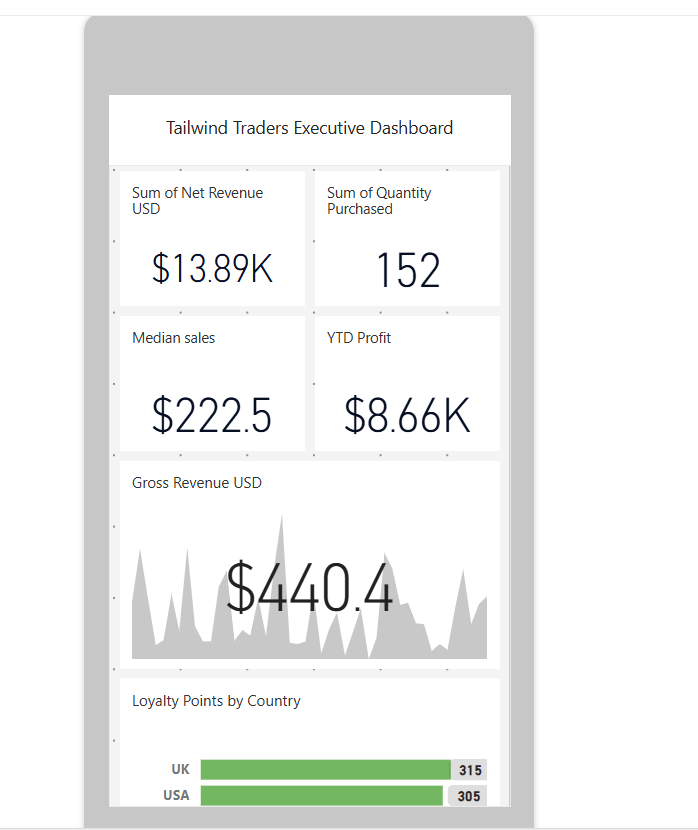 Tailwind Traders Executive Dashboard
Sum of Net Revenue
USD
$13.89K
Sum of Quantity
Purchased
152
Median sales
$222.5
YTD Profit
$8.66K
Gross Revenue USD
$440.4
Loyalty Points by Country
UK 315
USA 305